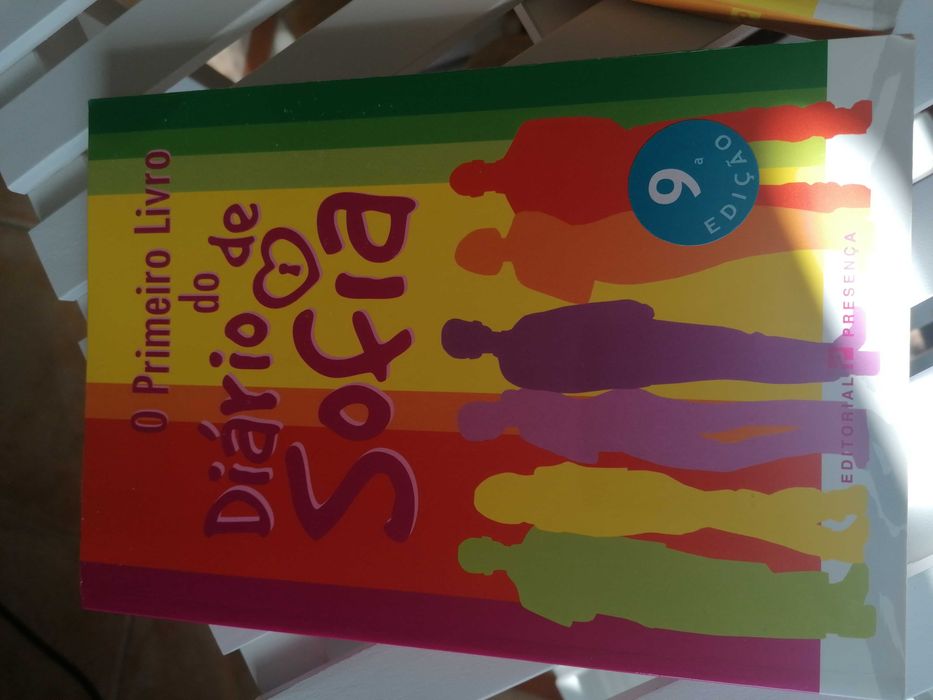 O Primeiro Livro
do
Diário de
Sofia
9ª
EDIÇÃO
EDITORIAL PRESENÇA